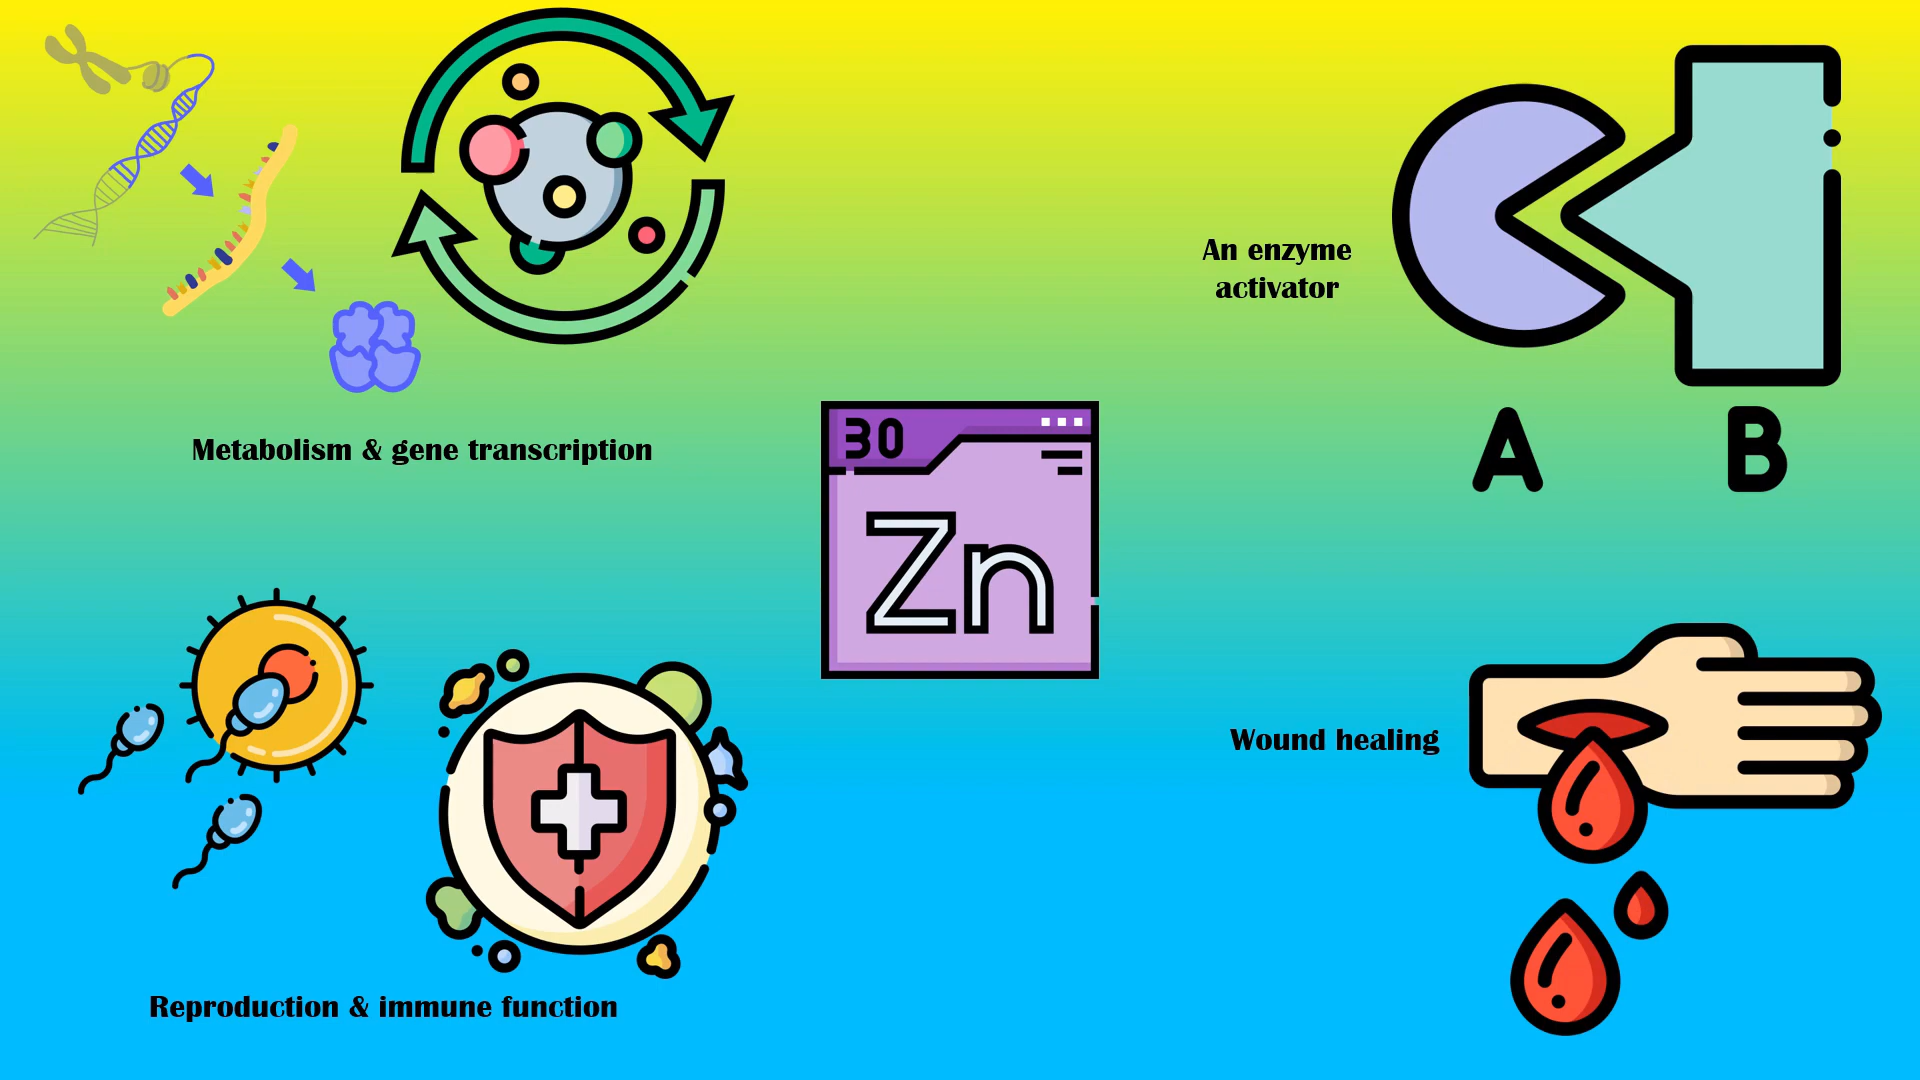 Metabolism & gene transcription
An enzyme
activator
A B
30
Zn
Reproduction & immune function
Wound healing